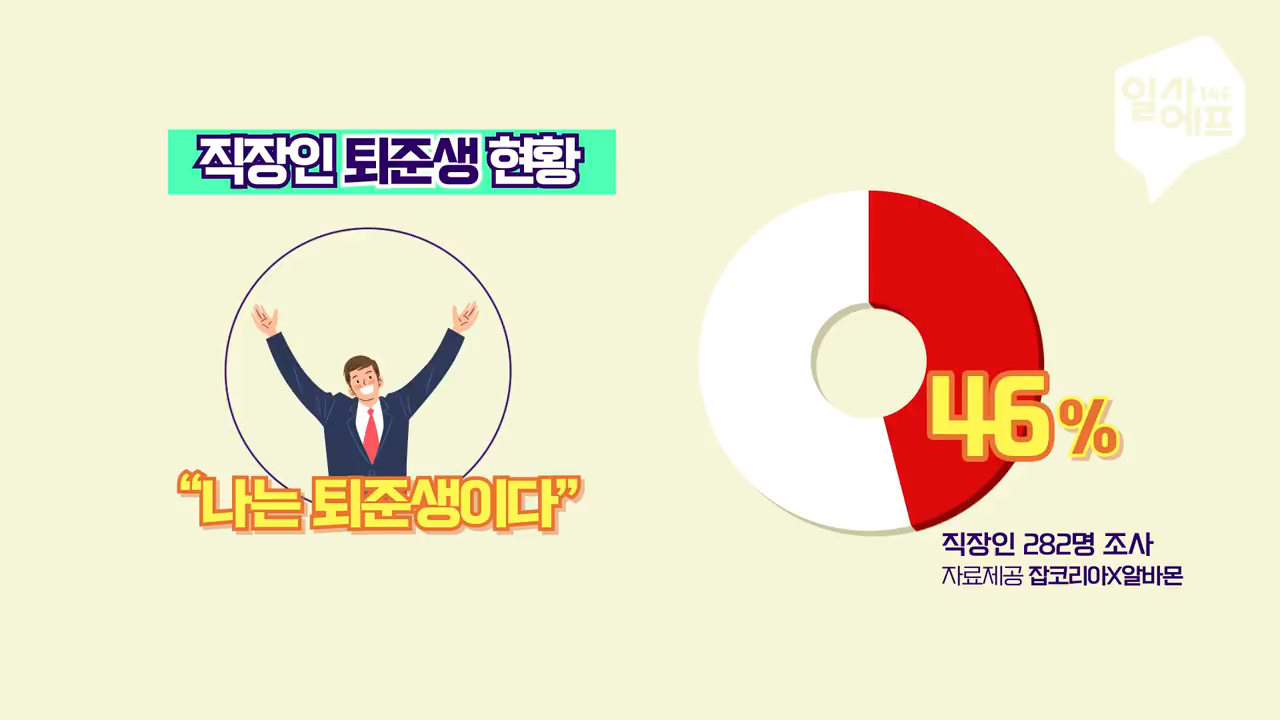 일사 14F
에프
직장인 퇴준생 현황
“나는 퇴준생이다”
46%
직장인 282명 조사
자료제공 잡코리아X알바몬